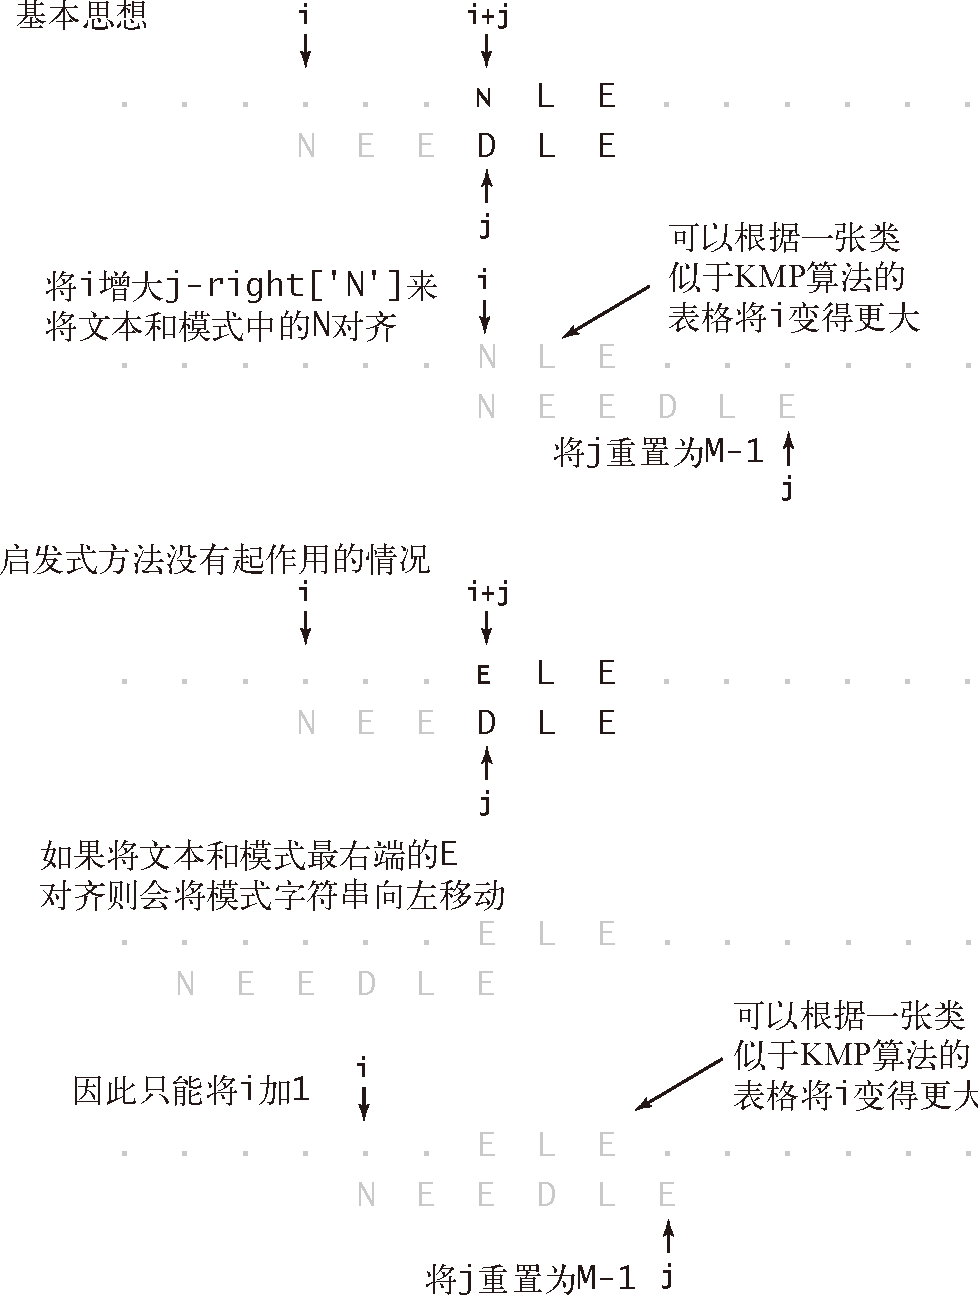 基本思想
i i+j
. . . . . . N L E . . . . . .
N E E D L E
j
将i增大j-right['N']来
将文本和模式中的N对齐
i
可以根据一张类
似于KMP算法的
表格将i变得更大
. . . . . . N L E . . . . . .
N E E D L E
将j重置为M-1
j
启发式方法没有起作用的情况
i i+j
. . . . . . E L E . . . . . .
N E E D L E
j
如果将文本和模式最右端的E
对齐则会将模式字符串向左移动
. . . . . . E L E . . . . . .
N E E D L E
因此只能将i加1
i
可以根据一张类
似于KMP算法的
表格将i变得更大
. . . . . . E L E . . . . . .
N E E D L E
将j重置为M-1 j